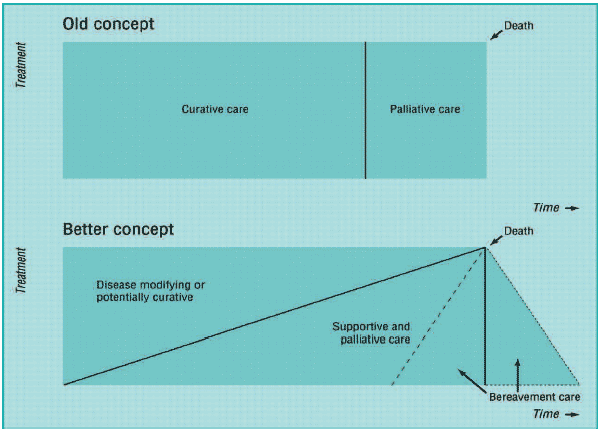 Old concept
Death
Treatment
Curative care
Palliative care
Time →
Better concept
Death
Treatment
Disease modifying or
potentially curative
Supportive and
palliative care
Bereavement care
Time →